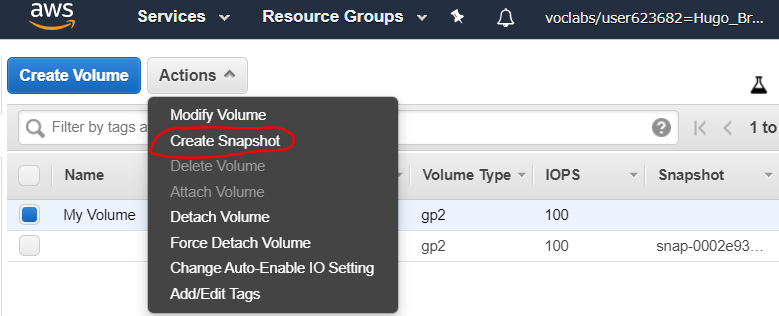 aws Services Resource Groups voclabs/user623682=Hugo_Br...
Create Volume Actions
Filter by tags a 1 to
Modify Volume
Create Snapshot
Delete Volume
Attach Volume
Detach Volume
Force Detach Volume
Change Auto-Enable IO Setting
Add/Edit Tags
Name Volume Type IOPS Snapshot
My Volume gp2 100
gp2 100 snap-0002e93...